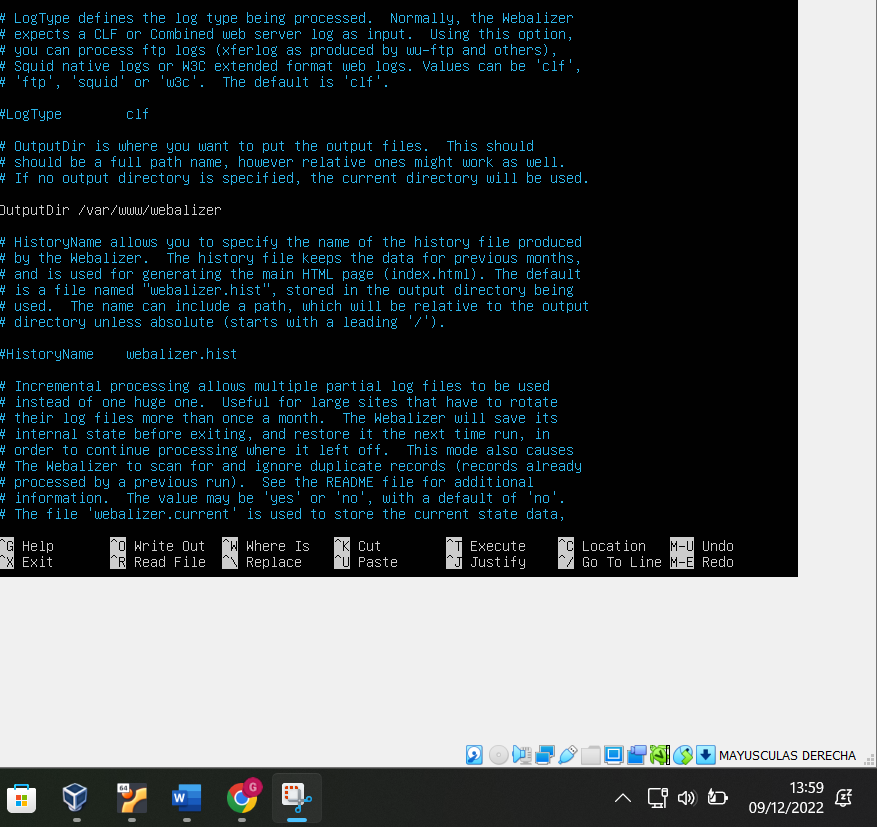 # LogType defines the log type being processed.  Normally, the Webalizer
# expects a CLF or Combined web server log as input.  Using this option,
# you can process ftp logs (xferlog as produced by wu-ftp and others),
# Squid native logs or W3C extended format web logs. Values can be 'clf',
# 'ftp', 'squid' or 'w3c'.  The default is 'clf'.
#LogType        clf
# OutputDir is where you want to put the output files.  This should
# should be a full path name, however relative ones might work as well.
# If no output directory is specified, the current directory will be used.
OutputDir /var/www/webalizer
# HistoryName allows you to specify the name of the history file produced
# by the Webalizer.  The history file keeps the data for previous months,
# and is used for generating the main HTML page (index.html). The default
# is a file named "webalizer.hist", stored in the output directory being
# used.  The name can include a path, which will be relative to the output
# directory unless absolute (starts with a leading '/').
#HistoryName    webalizer.hist
# Incremental processing allows multiple partial log files to be used
# instead of one huge one.  Useful for large sites that have to rotate
# their log files more than once a month.  The Webalizer will save its
# internal state before exiting, and restore it the next time run, in
# order to continue processing where it left off.  This mode also causes
# The Webalizer to scan for and ignore duplicate records (records already
# processed by a previous run).  See the README file for additional
# information.  The value may be 'yes' or 'no', with a default of 'no'.
# The file 'webalizer.current' is used to store the current state data,
^G Help ^O Write Out ^W Where Is ^K Cut ^T Execute ^C Location M-U Undo
^X Exit ^R Read File ^\ Replace ^U Paste ^J Justify ^/ Go To Line M-E Redo
MAYUSCULAS DERECHA
64
W
G
13:59
09/12/2022